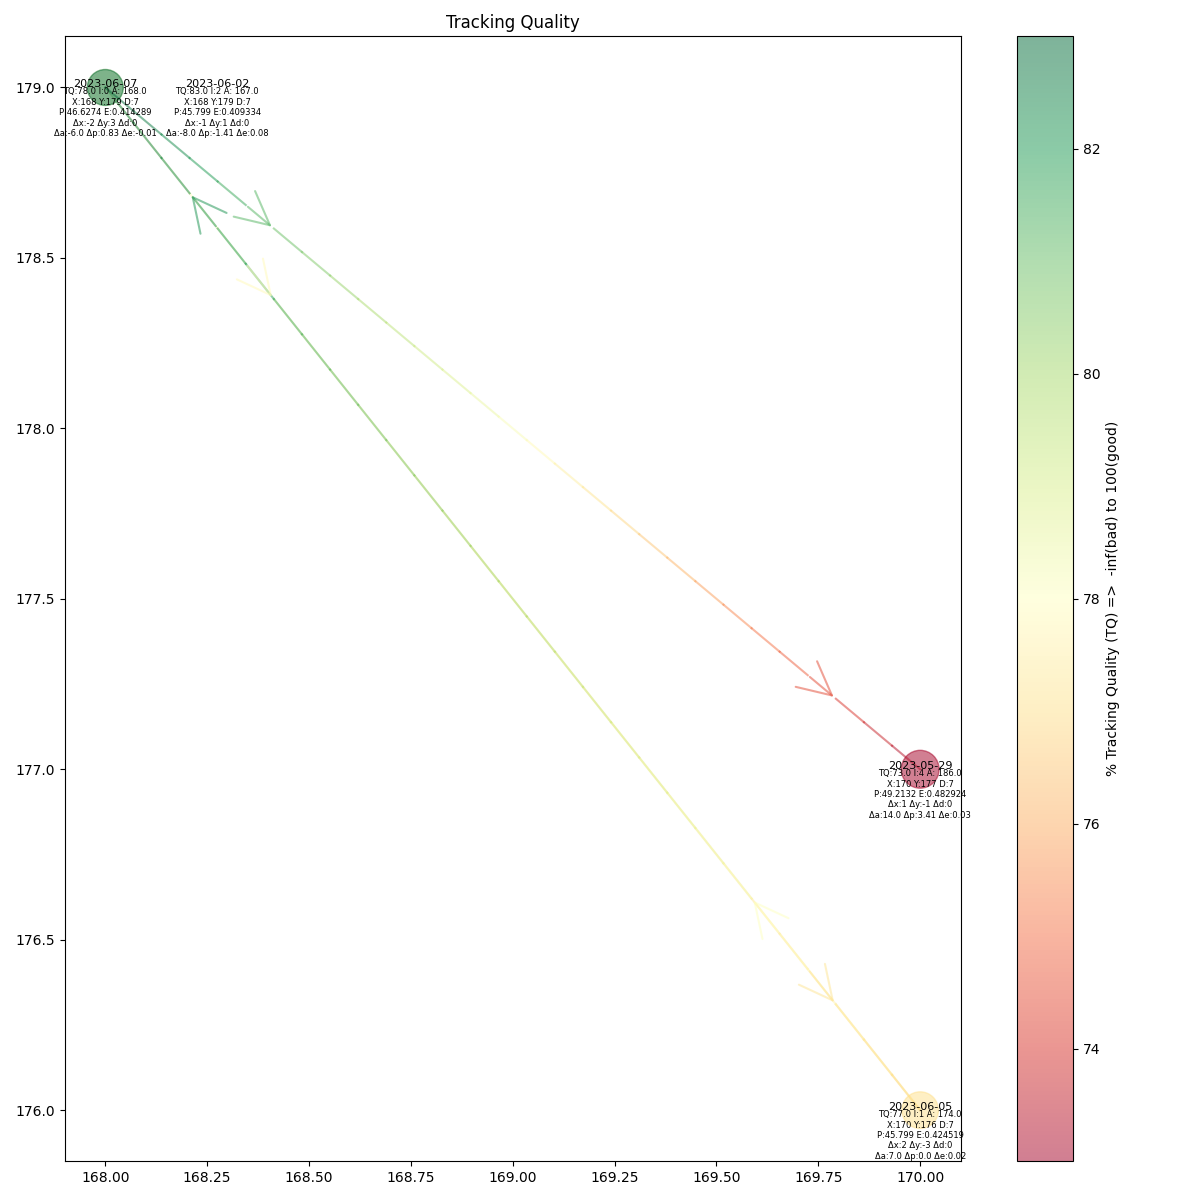 Tracking Quality
179.0
178.5
178.0
177.5
177.0
176.5
176.0
2023-06-07
TQ:78.0 I:0 A: 168.0
X:168 Y:179 D:7
P:46.6274 E:0.414289
Δx:-2 Δy:3 Δd:0
Δa:-6.0 Δp:0.83 Δe:-0.01
2023-06-02
TQ:83.0 I:2 A: 167.0
X:168 Y:179 D:7
P:45.799 E:0.409334
Δx:-1 Δy:1 Δd:0
Δa:-8.0 Δp:-1.41 Δe:0.08
2023-05-29
TQ:73.0 I:4 A: 186.0
X:170 Y:177 D:7
P:49.2132 E:0.482924
Δx:1 Δy:-1 Δd:0
Δa:14.0 Δp:3.41 Δe:0.03
2023-06-05
TQ:77.0 I:1 A: 174.0
X:170 Y:176 D:7
P:45.799 E:0.424519
Δx:2 Δy:-3 Δd:0
Δa:7.0 Δp:0.0 Δe:0.02
168.00 168.25 168.50 168.75 169.00 169.25 169.50 169.75 170.00
82
80
78
76
74
% Tracking Quality (TQ) => -inf(bad) to 100(good)